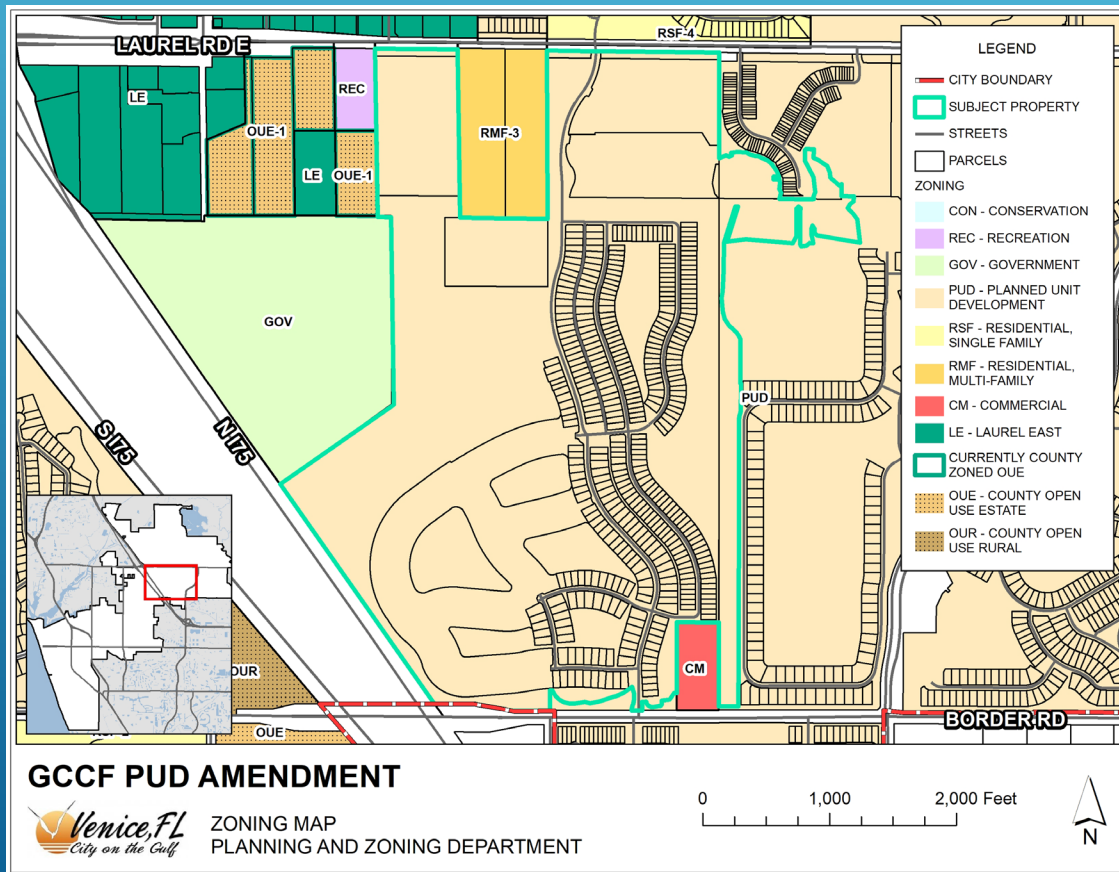 LAUREL RD E
RSF-4
LE
OUE-1
REC
LE
OUE-1
RMF-3
GOV
PUD
S I75
N I75
CM
OUR
OUE
BORDER RD
LEGEND
CITY BOUNDARY
SUBJECT PROPERTY
STREETS
PARCELS
ZONING
CON - CONSERVATION
REC - RECREATION
GOV - GOVERNMENT
PUD - PLANNED UNIT
DEVELOPMENT
RSF - RESIDENTIAL,
SINGLE FAMILY
RMF - RESIDENTIAL,
MULTI-FAMILY
CM - COMMERCIAL
LE - LAUREL EAST
CURRENTLY COUNTY
ZONED OUE
OUE - COUNTY OPEN
USE ESTATE
OUR - COUNTY OPEN
USE RURAL
GCCF PUD AMENDMENT
Venice, FL
City on the Gulf
ZONING MAP
PLANNING AND ZONING DEPARTMENT
0 1,000 2,000 Feet
N